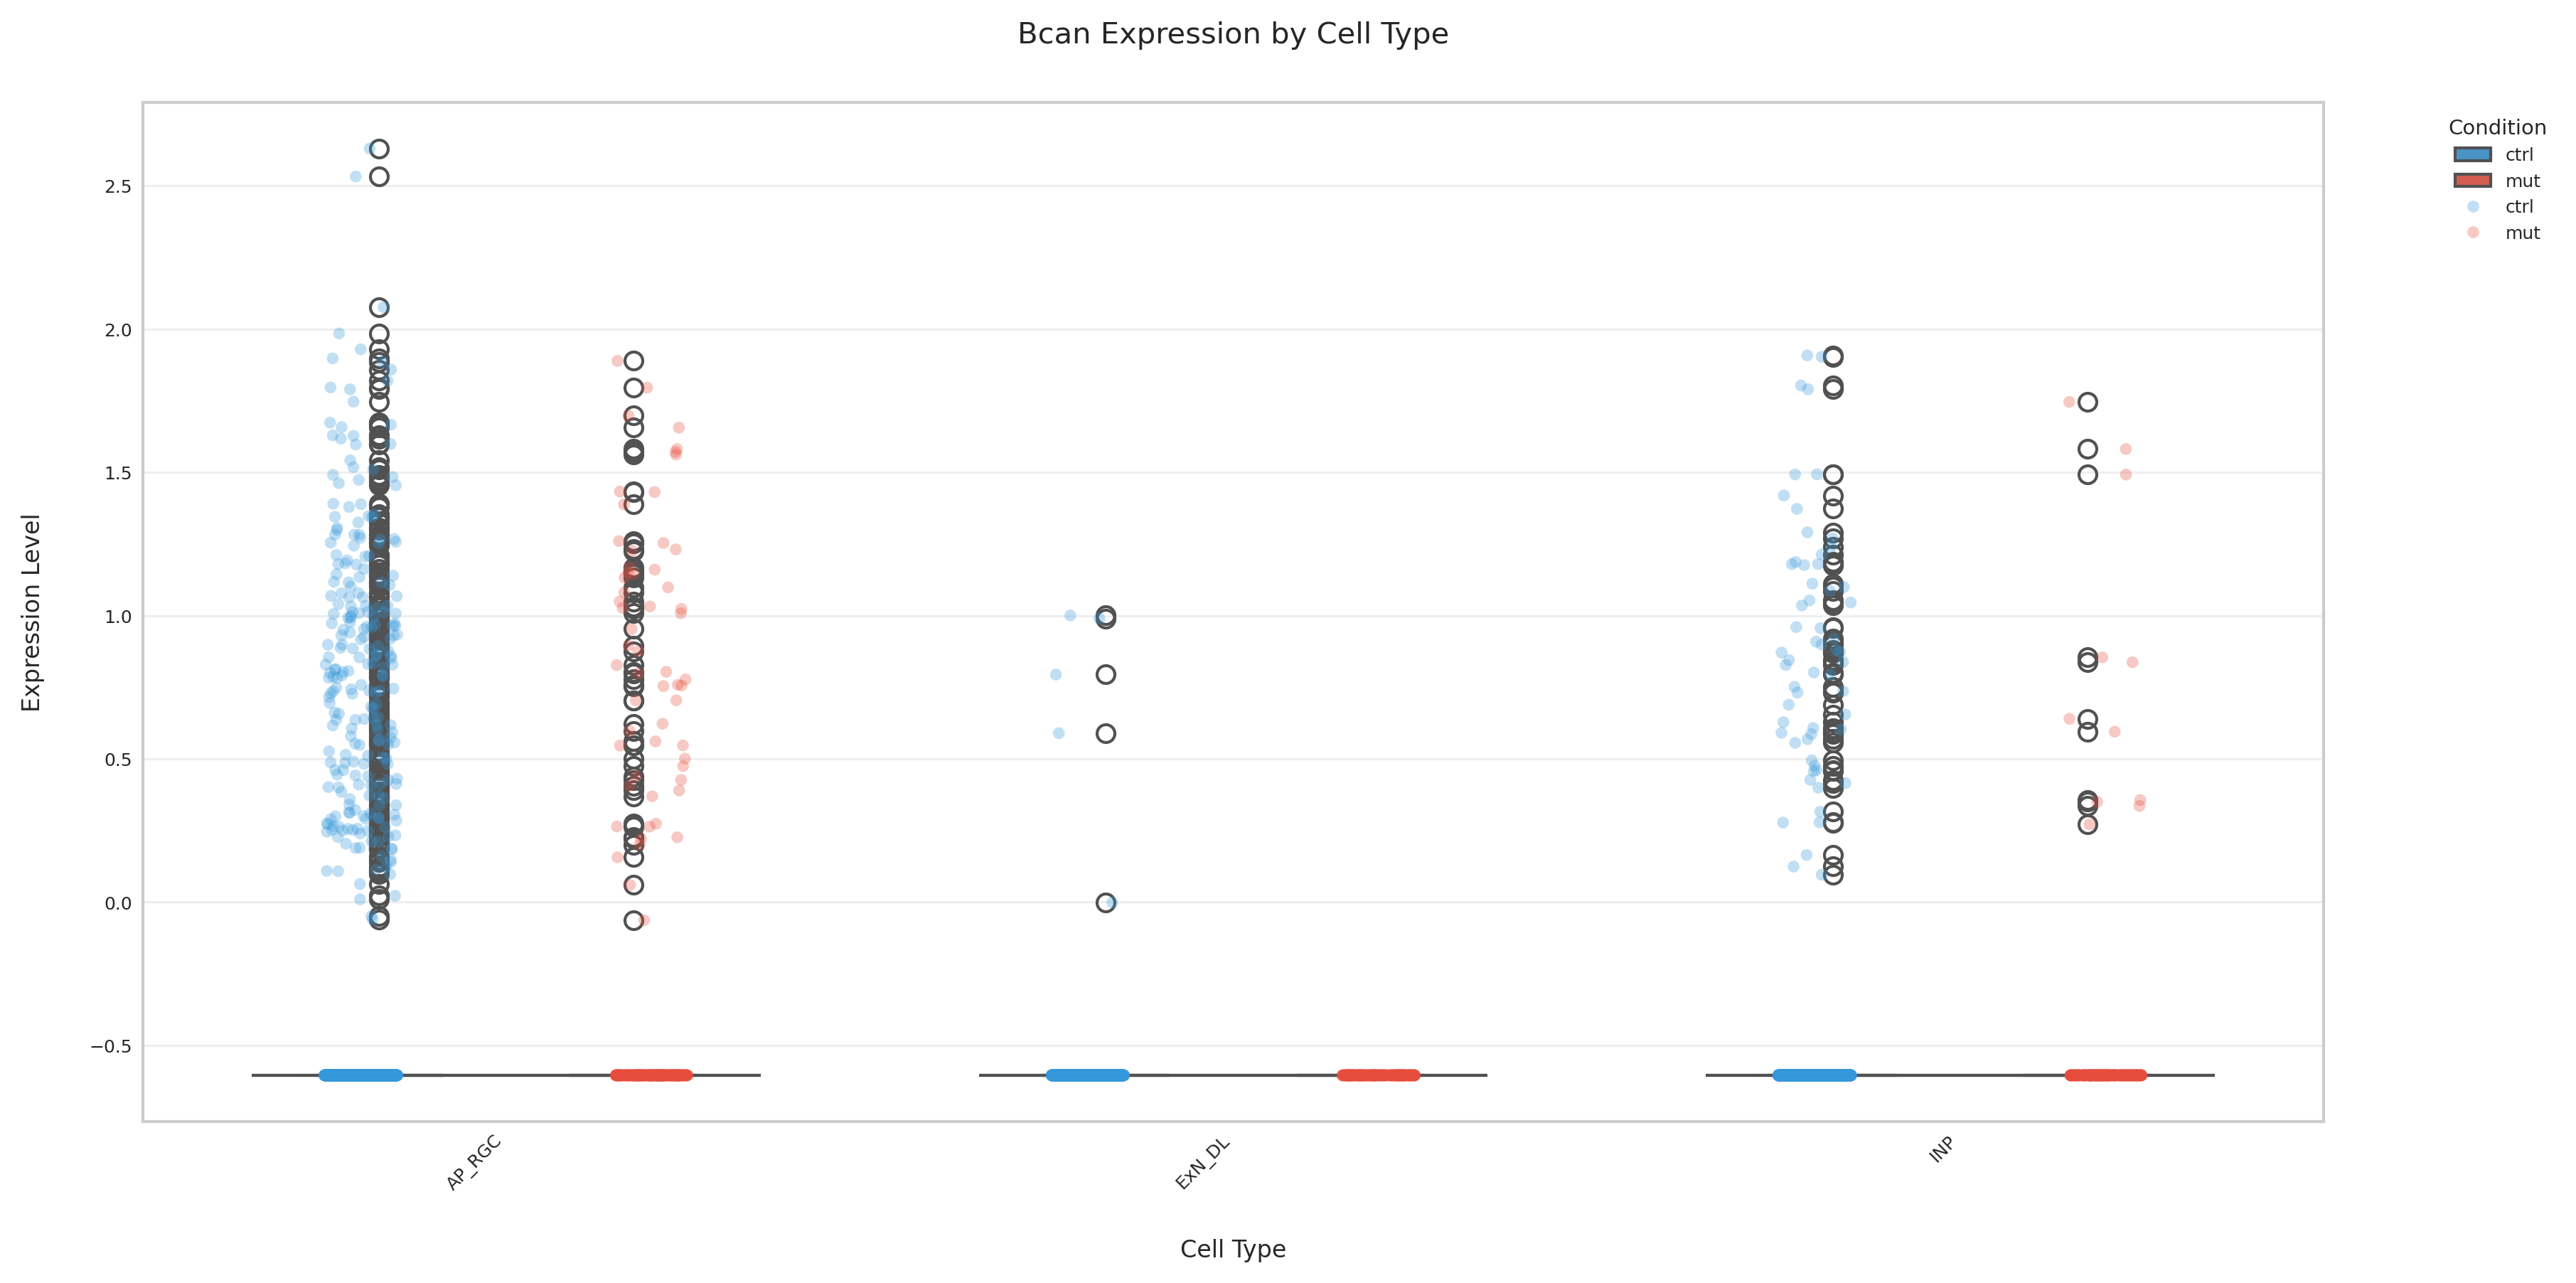 Bcan Expression by Cell Type
Condition
ctrl
mut
ctrl
mut
Expression Level
2.5
2.0
1.5
1.0
0.5
0.0
−0.5
AP_RGC
ExN_DL
INP
Cell Type